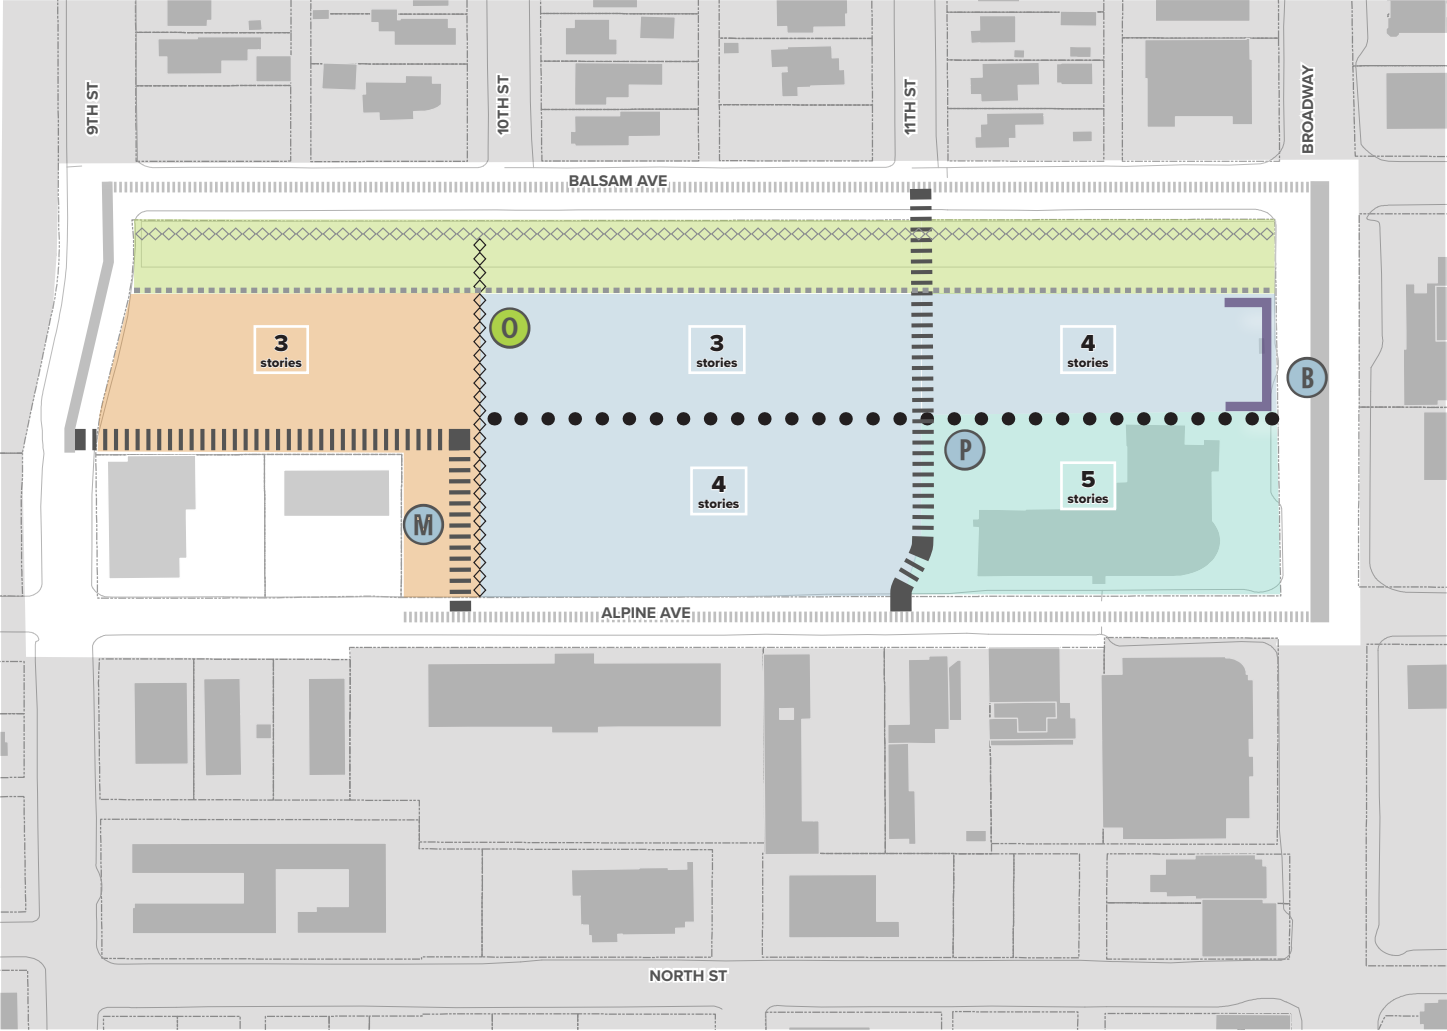 9TH ST
10TH ST
11TH ST
BROADWAY
BALSAM AVE
O
3
stories
3
stories
4
stories
B
P
M
4
stories
5
stories
ALPINE AVE
NORTH ST